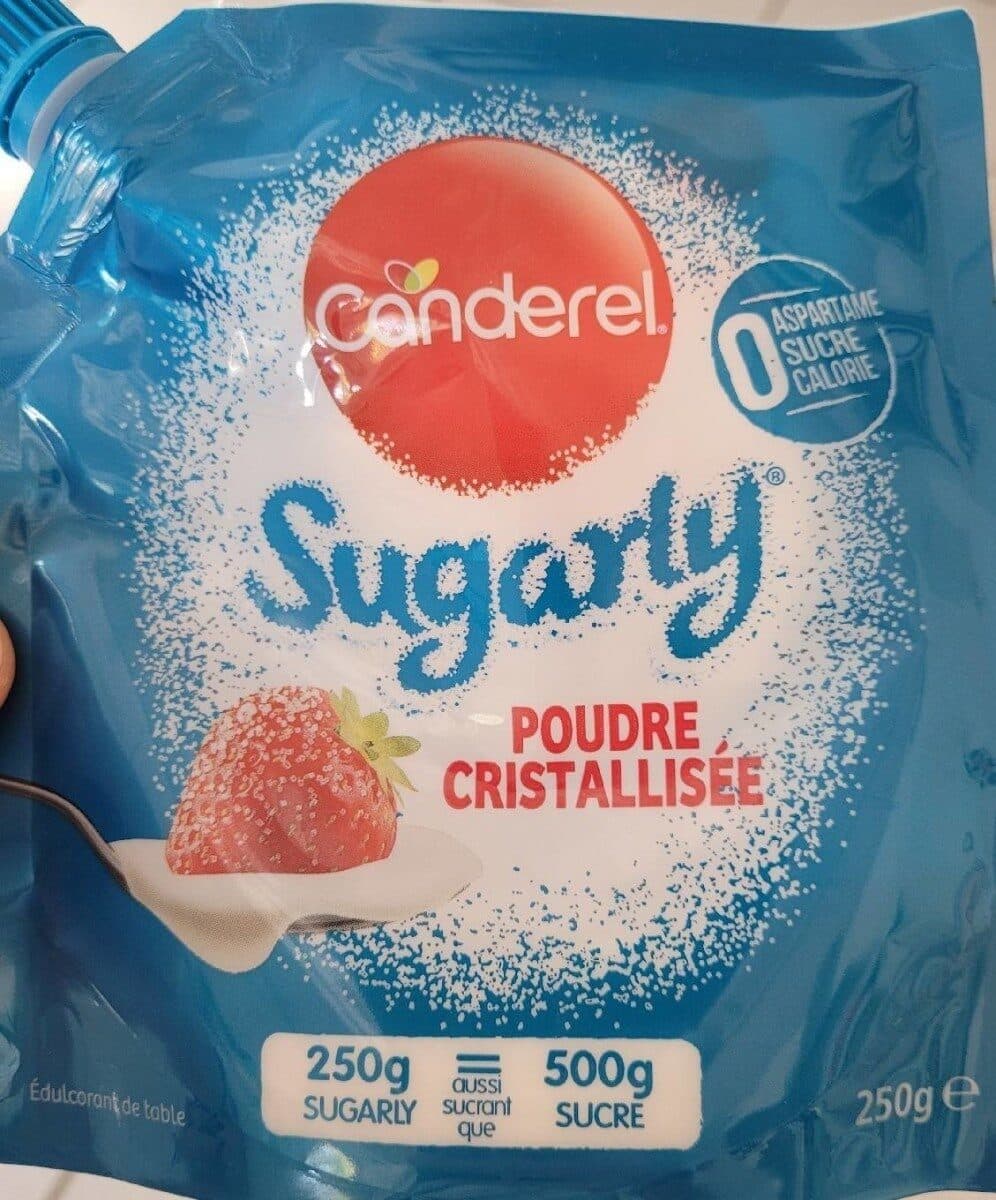 Canderel®
0 ASPARTAME
SUCRE
CALORIE
Sugarly®
POUDRE
CRISTALLISÉE
250g = 500g
SUGARLY aussi sucrant que SUCRE
Édulcorant de table
250g ℮